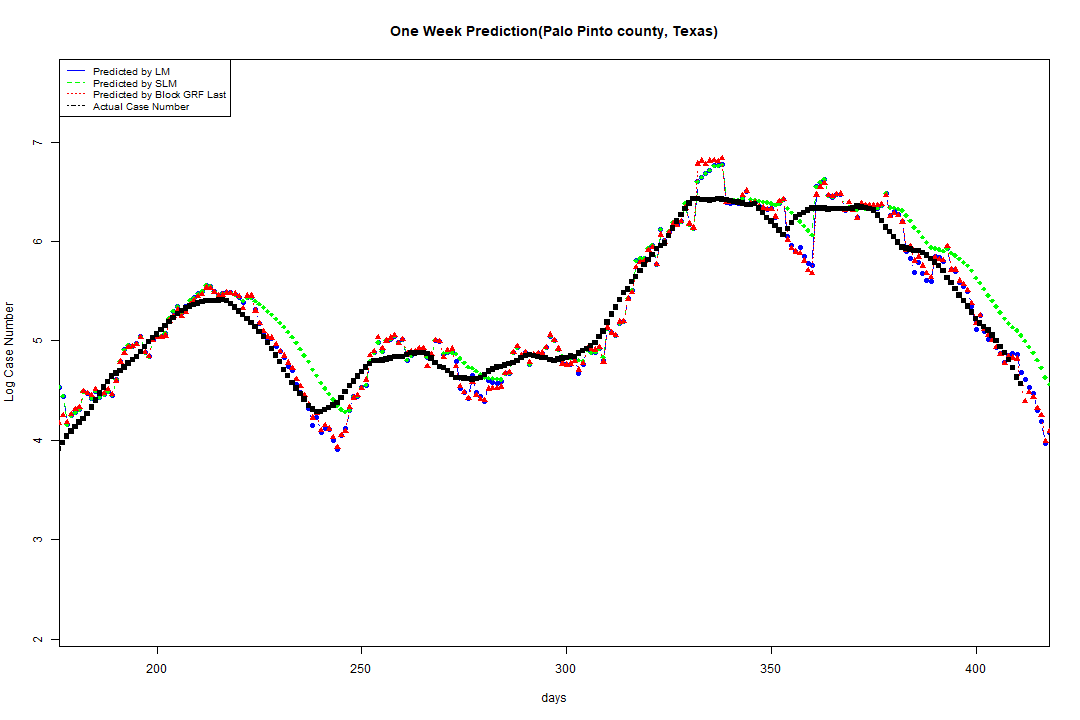 One Week Prediction(Palo Pinto county, Texas)
Predicted by LM
Predicted by SLM
Predicted by Block GRF Last
Actual Case Number
Log Case Number
7
6
5
4
3
2
200 250 300 350 400
days